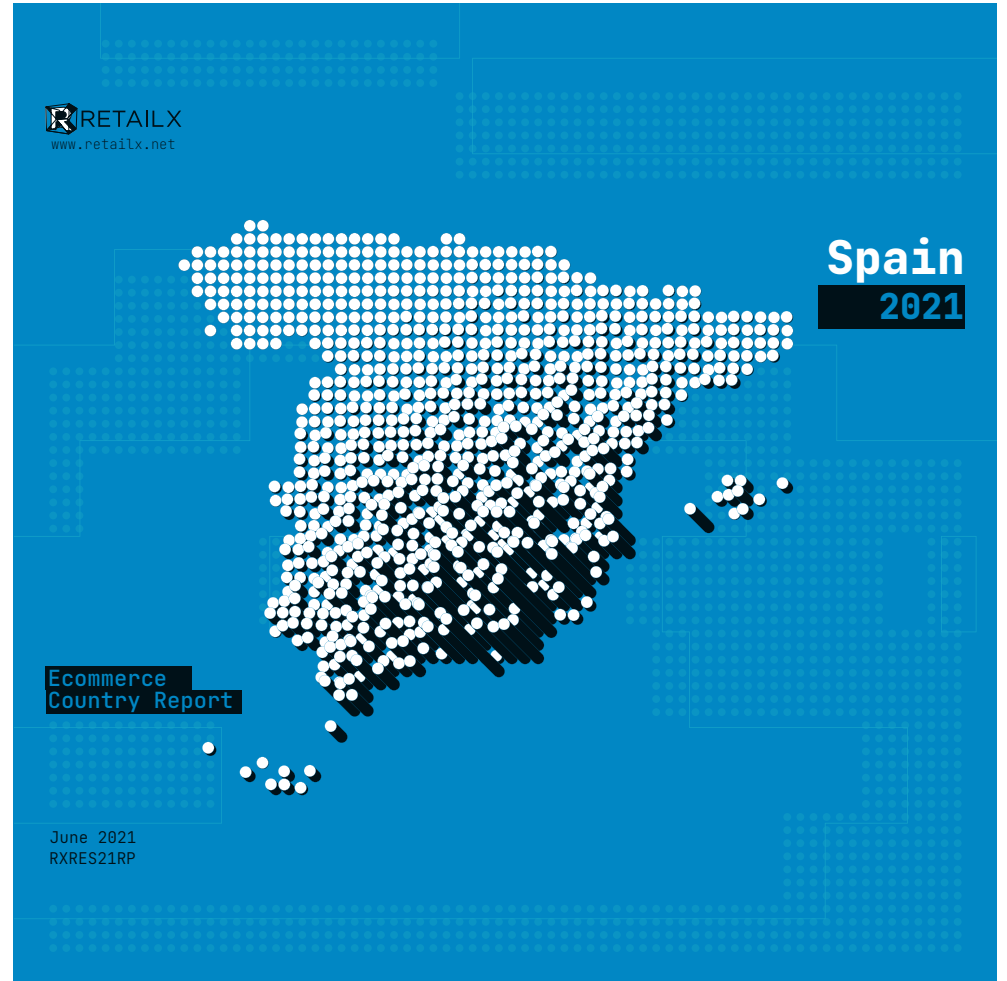 RETAILX
www.retailx.net
Spain
2021
Ecommerce
Country Report
June 2021
RXRES21RP